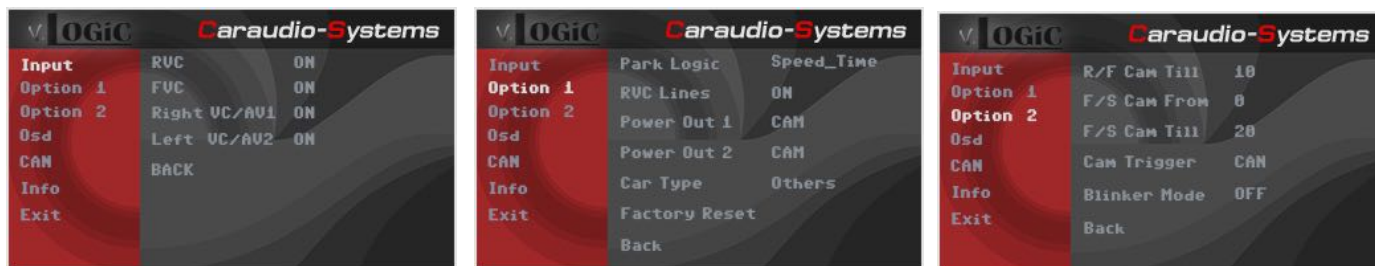 v.LOGiC Caraudio-Systems
Input RVC ON
Option 1 FVC ON
Option 2 Right VC/AV1 ON
Osd Left VC/AV2 ON
CAN
BACK
Info
Exit
v.LOGiC Caraudio-Systems
Input Park Logic Speed_Time
Option 1 RVC Lines ON
Option 2 Power Out 1 CAM
Osd
CAN Power Out 2 CAM
Info Car Type Others
Exit Factory Reset
Back
v.LOGiC Caraudio-Systems
Input R/F Cam Till 10
Option 1 F/S Cam From 0
Option 2 F/S Cam Till 20
Osd
CAN Cam Trigger CAN
Info Blinker Mode OFF
Exit Back